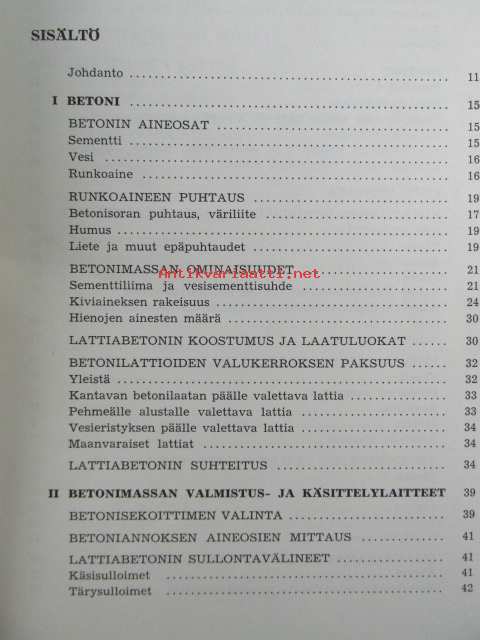 SISÄLTÖ
Johdanto 11
I BETONI 15
BETONIN AINEOSAT 15
Sementti 15
Vesi 16
Runkoaine 16
RUNKOAINEEN PUHTAUS 19
Betonisoran puhtaus, väriliite 17
Humus 19
Liete ja muut epäpuhtaudet 19
BETONIMASSAN OMINAISUUDET 21
Antikvariaatit.net
Sementtiliima ja vesisementtisuhde 21
Kiviaineksen rakeisuus 24
Hienojen ainesten määrä 30
LATTIABETONIN KOOSTUMUS JA LAATULUOKAT 30
BETONILATTIOIDEN VALUKERROKSEN PAKSUUS 32
Yleistä 32
Kantavan betonilaatan päälle valettava lattia 33
Pehmeälle alustalle valettava lattia 33
Vesieristyksen päälle valettava lattia 34
Maanvaraiset lattiat 34
LATTIABETONIN SUHTEITUS 34
II BETONIMASSAN VALMISTUS- JA KÄSITTELYLAITTEET 39
BETONISEKOITTIMEN VALINTA 39
BETONIANNOKSEN AINEOSIEN MITTAUS 41
LATTIABETONIN SULLONTAVÄLINEET 41
Käsisulloimet 41
Tärysulloimet 42